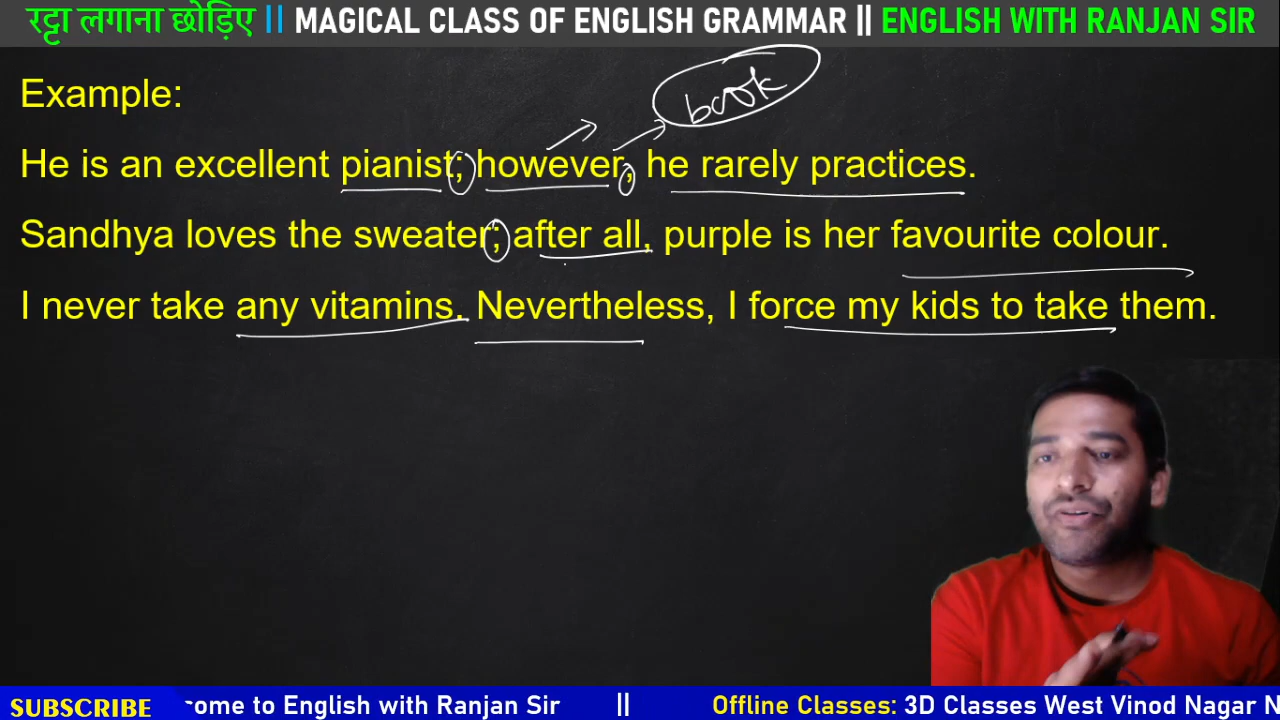 रट्टा लगाना छोड़िए || MAGICAL CLASS OF ENGLISH GRAMMAR || ENGLISH WITH RANJAN SIR
Example:
book
He is an excellent pianist; however, he rarely practices.
Sandhya loves the sweater; after all, purple is her favourite colour.
I never take any vitamins. Nevertheless, I force my kids to take them.
SUBSCRIBE come to English with Ranjan Sir || Offline Classes: 3D Classes West Vinod Nagar N